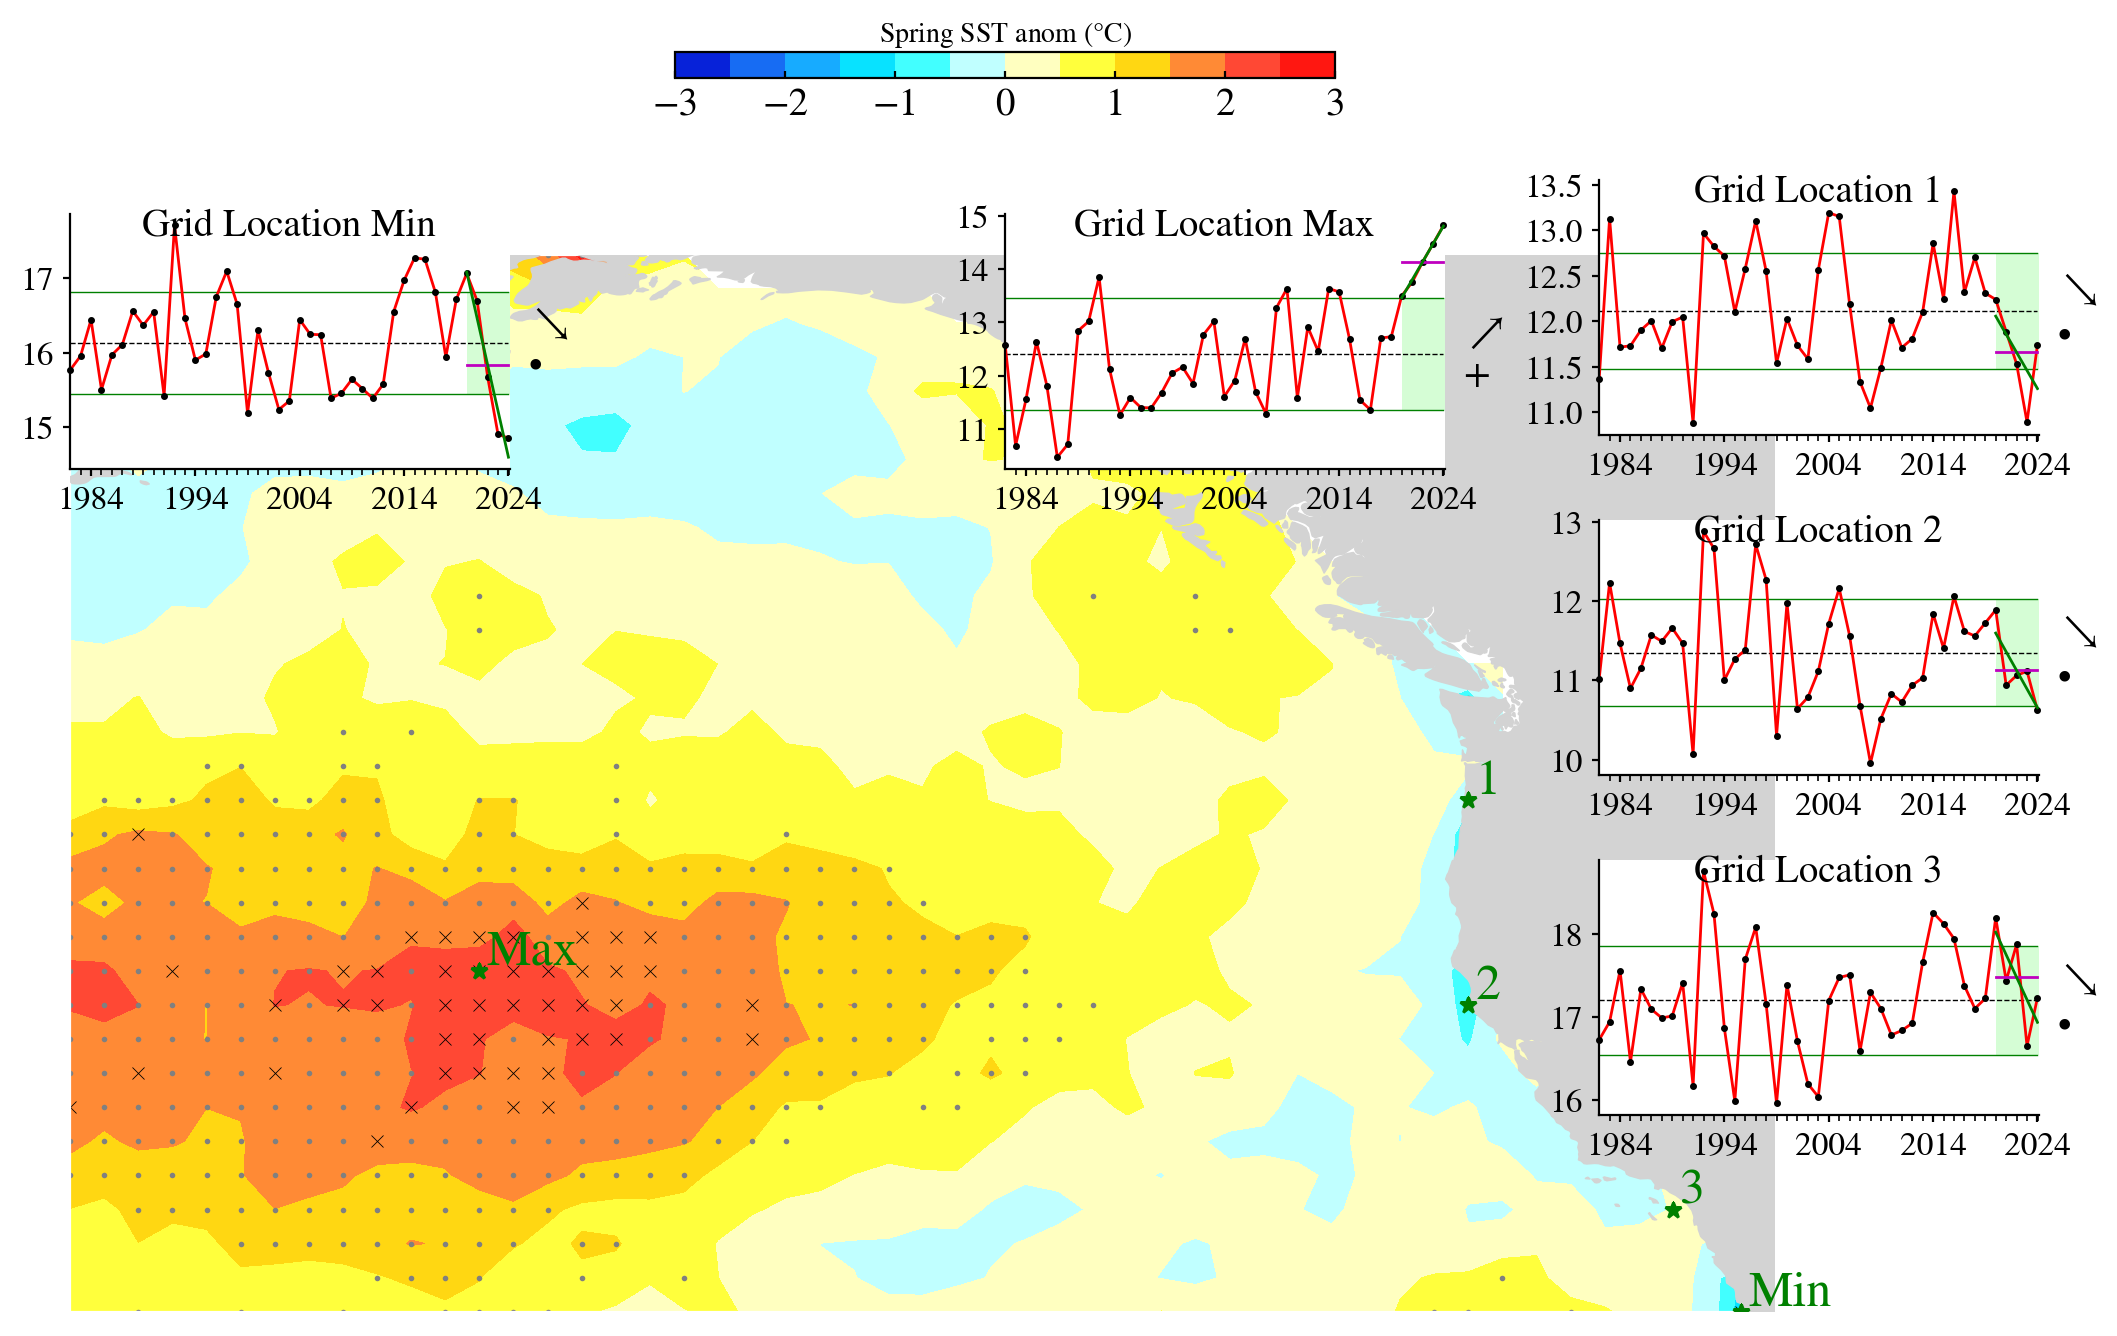 Spring SST anom (°C)
−3 −2 −1 0 1 2 3
Grid Location Min
17
16
15
1984 1994 2004 2014 2024
Grid Location Max
15
14
13
12
11
1984 1994 2004 2014 2024
+
Grid Location 1
13.5
13.0
12.5
12.0
11.5
11.0
1984 1994 2004 2014 2024
Grid Location 2
13
12
11
10
1984 1994 2004 2014 2024
Grid Location 3
18
17
16
1984 1994 2004 2014 2024
1
Max
2
3
Min